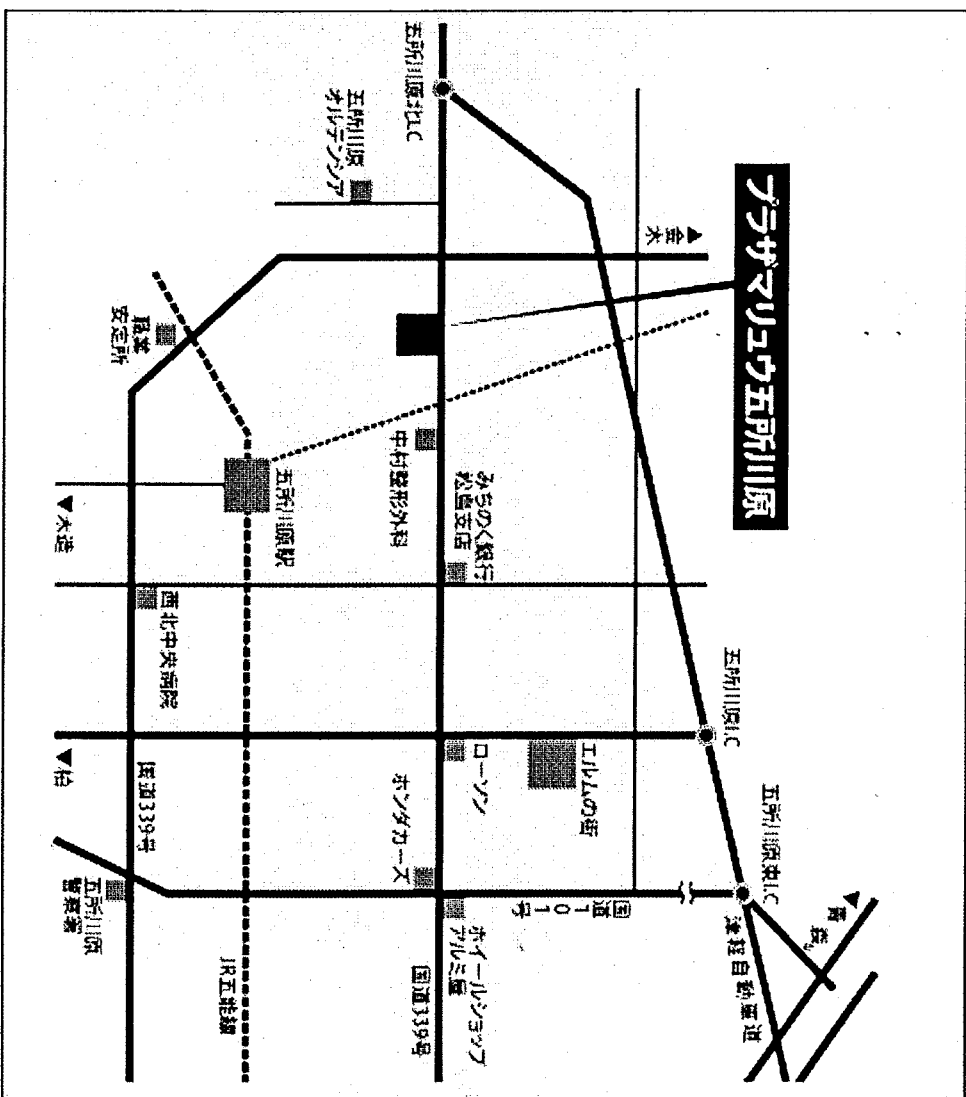 プラザマリュウ五所川原
▲金木
五所川原北I.C
五所川原
オルテンシア
五所川原I.C
五所川原東I.C
▲青森へ
津軽自動車道
エルムの街
国道101号
みちのく銀行
松島支店
ローソン
ホイールショップ
アルミ屋
中村整形外科
ホンダカーズ
国道339号
五所川原駅
JR五能線
職業
安定所
西北中央病院
国道339号
五所川原
警察署
▼木造
▼柏